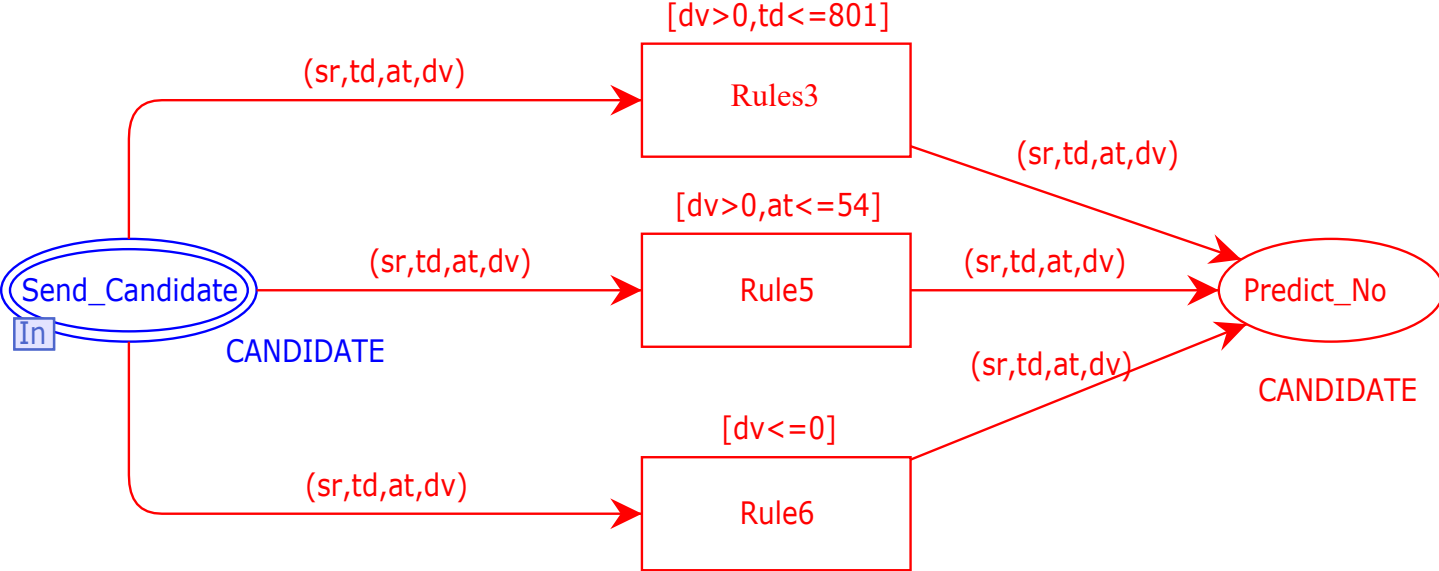 [dv>0,td<=801]
(sr,td,at,dv)
Rules3
(sr,td,at,dv)
[dv>0,at<=54]
(sr,td,at,dv)
Rule5
(sr,td,at,dv)
Send_Candidate
In
CANDIDATE
Predict_No
CANDIDATE
(sr,td,at,dv)
[dv<=0]
(sr,td,at,dv)
Rule6